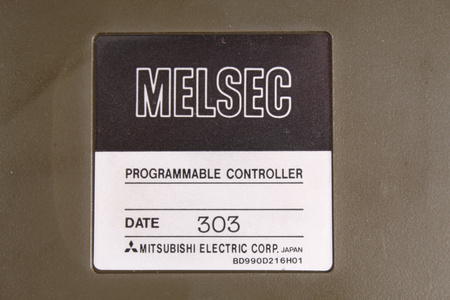 MELSEC
PROGRAMMABLE CONTROLLER
DATE 303
MITSUBISHI ELECTRIC CORP. JAPAN
BD990D216H01